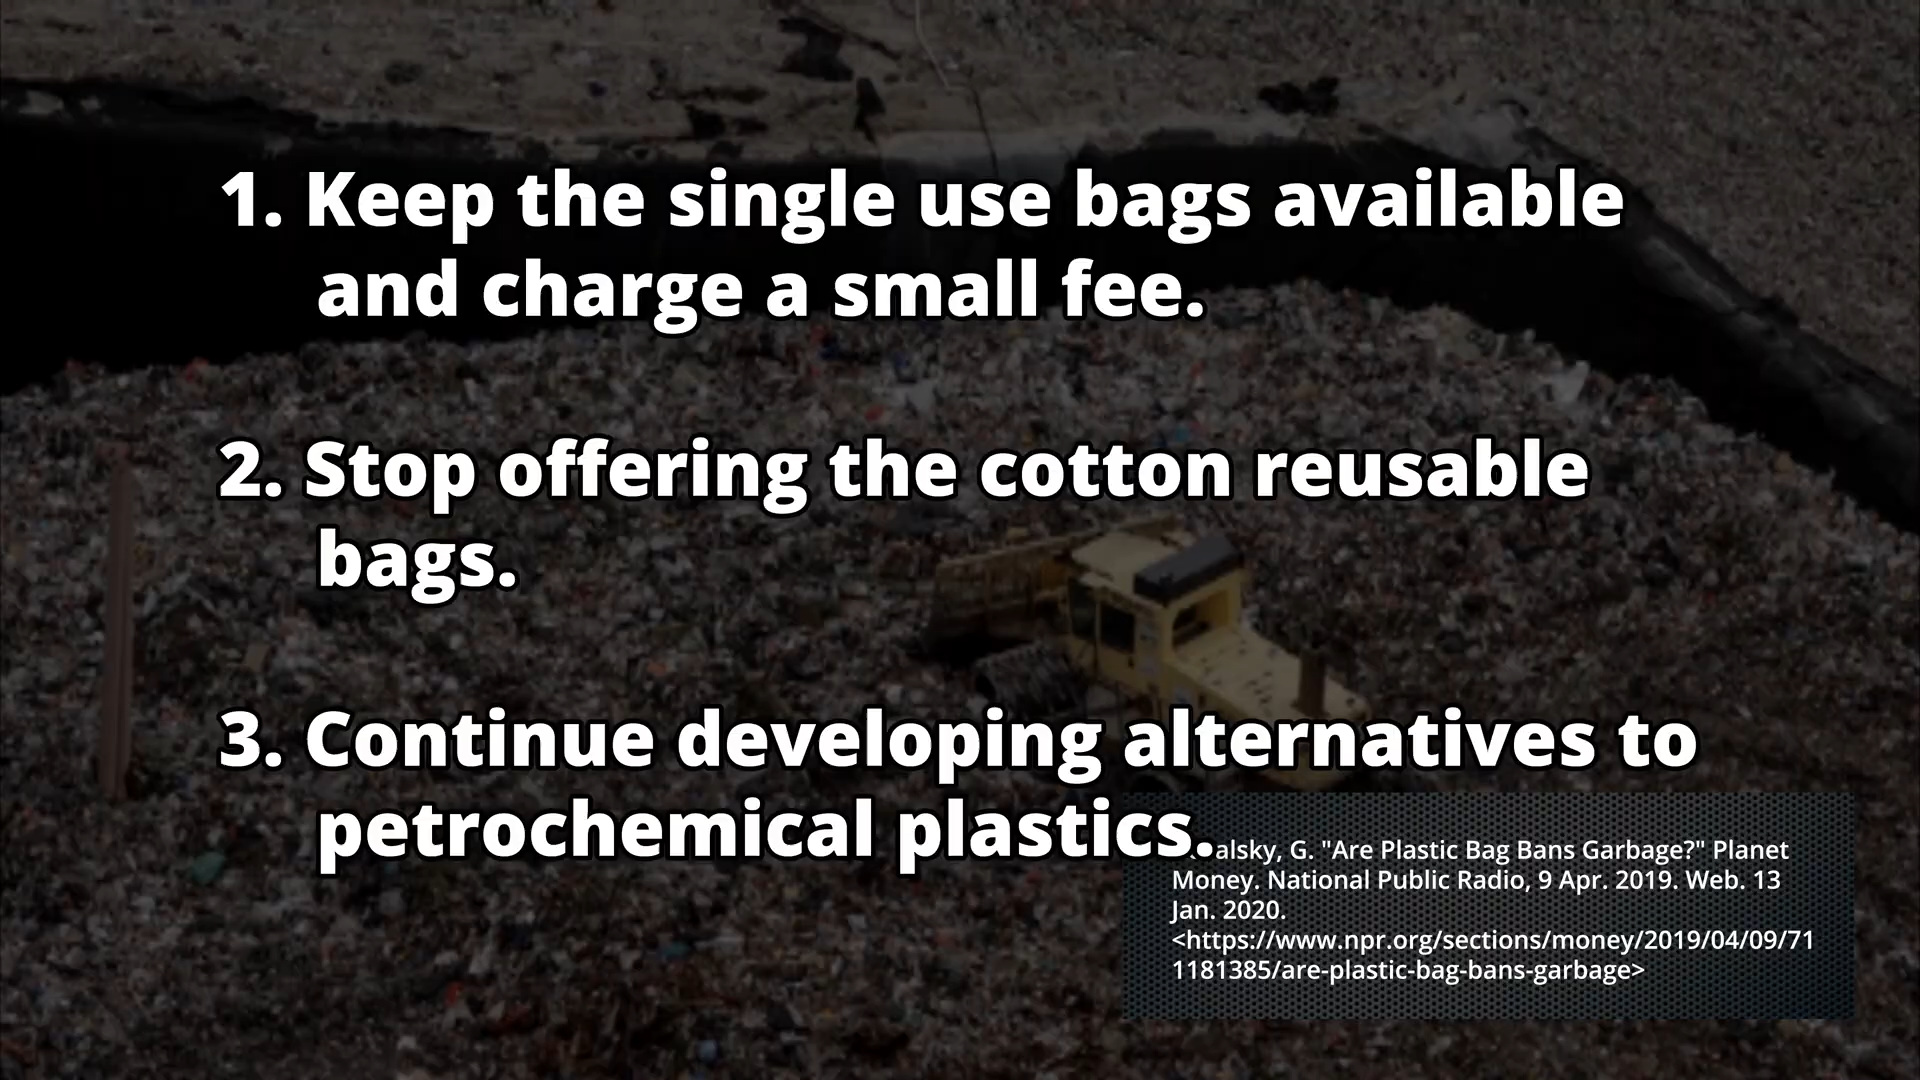 1. Keep the single use bags available
and charge a small fee.
2. Stop offering the cotton reusable
bags.
3. Continue developing alternatives to
petrochemical plastics.
G. "Are Plastic Bag Bans Garbage?" Planet
Money. National Public Radio, 9 Apr. 2019. Web. 13
Jan. 2020.
<https://www.npr.org/sections/money/2019/04/09/71
1181385/are-plastic-bag-bans-garbage>